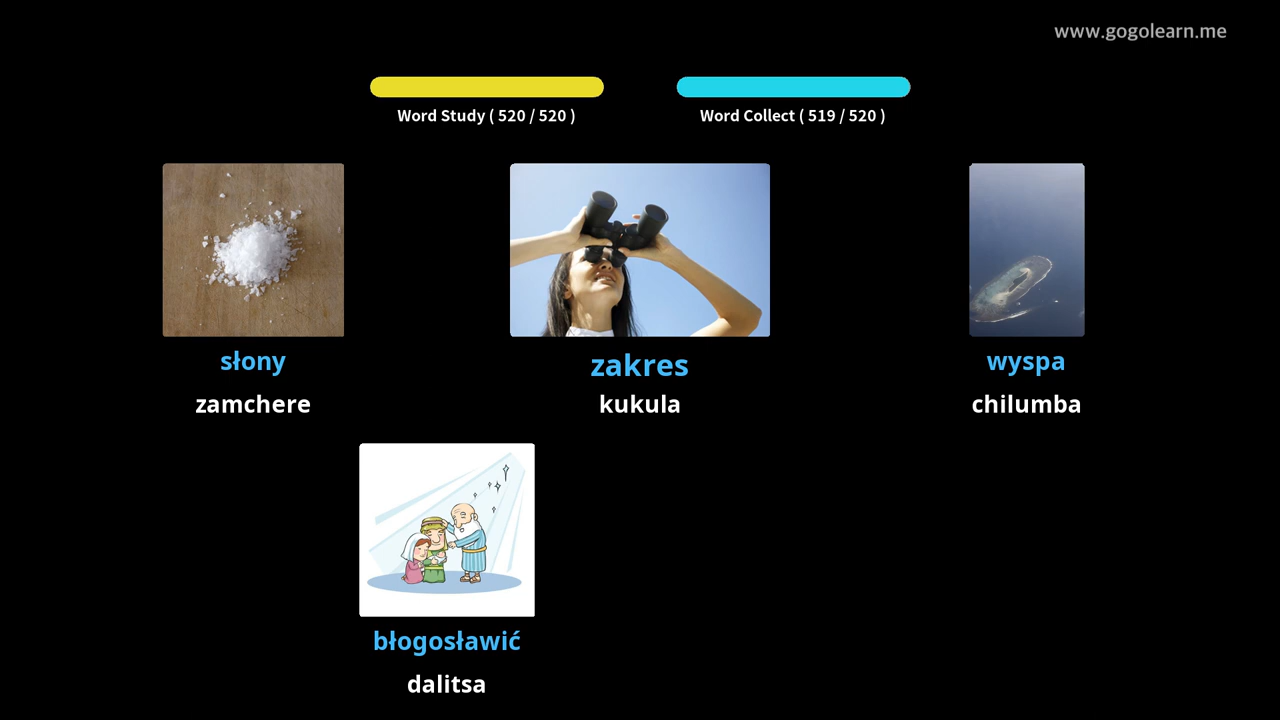 www.gogolearn.me
Word Study ( 520 / 520 )
Word Collect ( 519 / 520 )
słony
zakres
wyspa
zamchere
kukula
chilumba
błogosławić
dalitsa